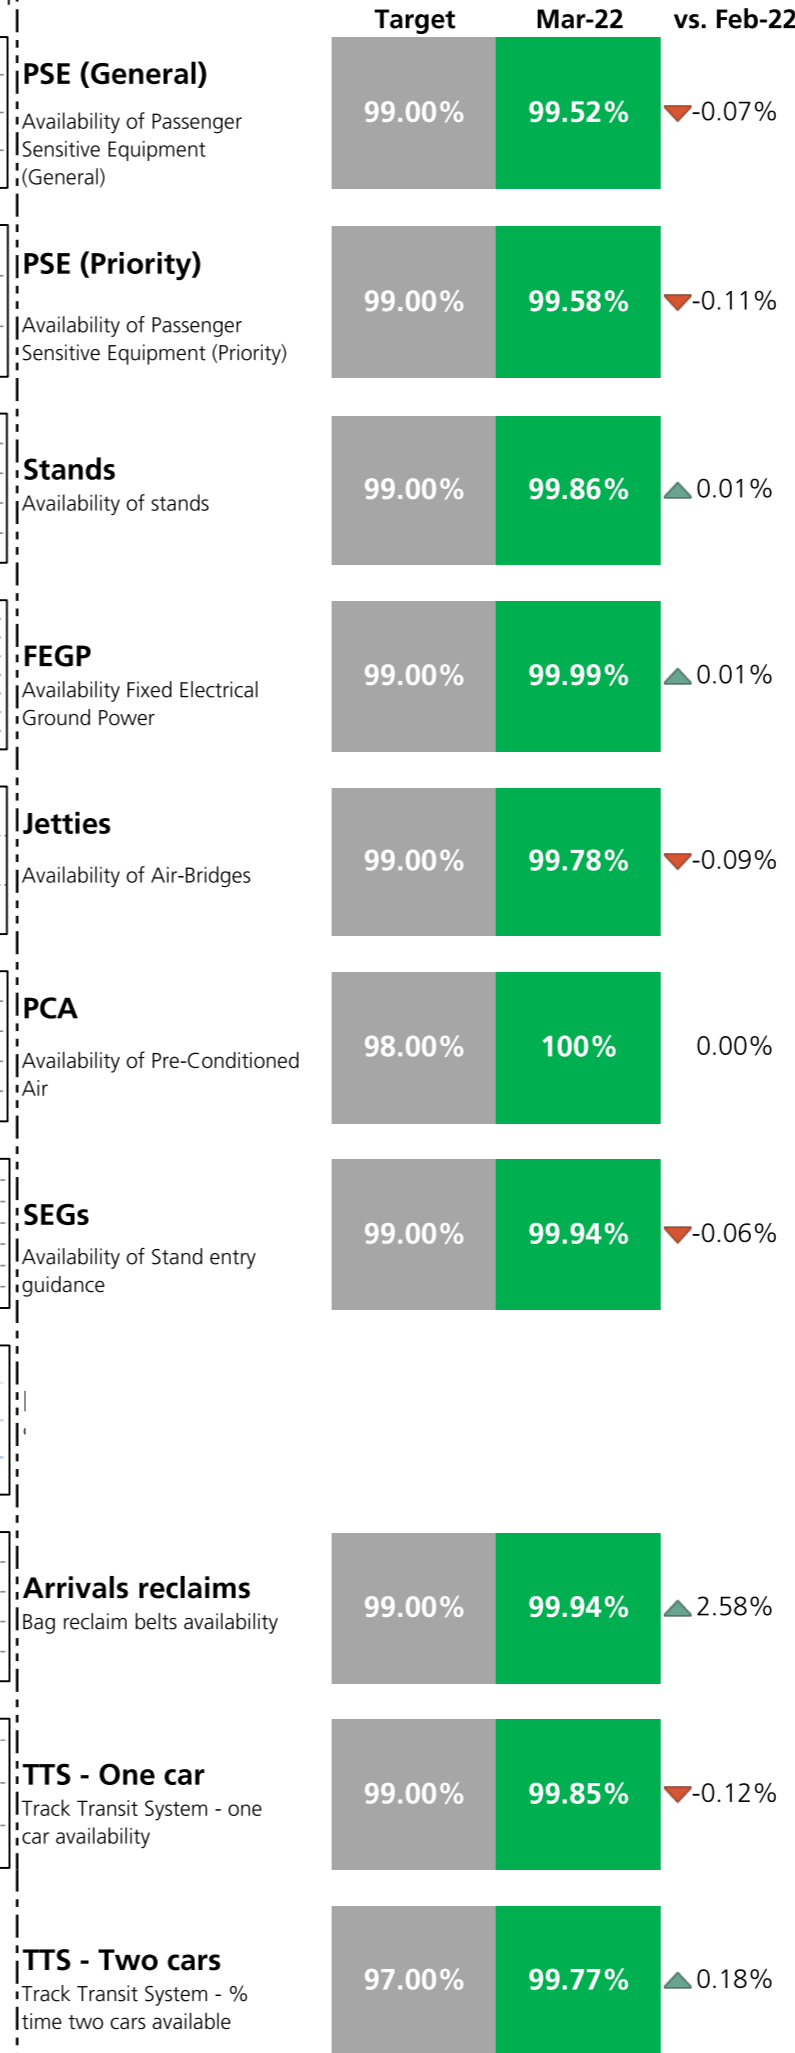 Target Mar-22 vs. Feb-22
PSE (General)
Availability of Passenger
Sensitive Equipment
(General)
99.00% 99.52% -0.07%
PSE (Priority)
Availability of Passenger
Sensitive Equipment (Priority)
99.00% 99.58% -0.11%
Stands
Availability of stands
99.00% 99.86% 0.01%
FEGP
Availability Fixed Electrical
Ground Power
99.00% 99.99% 0.01%
Jetties
Availability of Air-Bridges
99.00% 99.78% -0.09%
PCA
Availability of Pre-Conditioned
Air
98.00% 100% 0.00%
SEGs
Availability of Stand entry
guidance
99.00% 99.94% -0.06%
Arrivals reclaims
Bag reclaim belts availability
99.00% 99.94% 2.58%
TTS - One car
Track Transit System - one
car availability
99.00% 99.85% -0.12%
TTS - Two cars
Track Transit System - %
time two cars available
97.00% 99.77% 0.18%